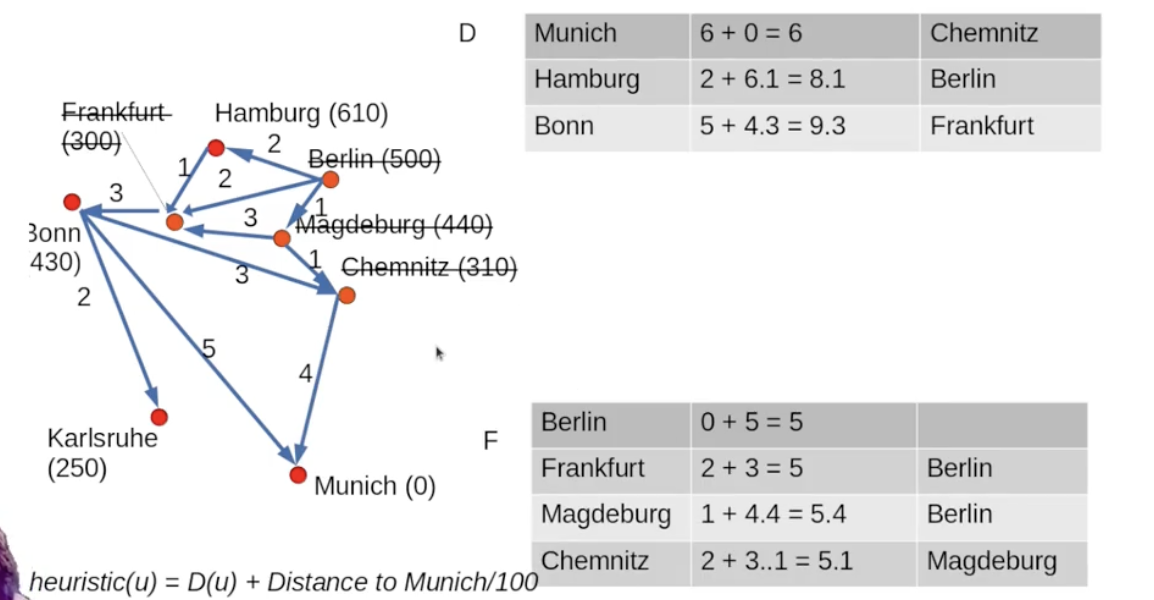 D
Munich 6 + 0 = 6 Chemnitz
Hamburg 2 + 6.1 = 8.1 Berlin
Bonn 5 + 4.3 = 9.3 Frankfurt
Frankfurt
(300)
Hamburg (610)
2
Berlin (500)
1
2
3
1
3
Magdeburg (440)
Bonn
430)
1
Chemnitz (310)
3
2
5
4
Karlsruhe
(250)
Munich (0)
F
Berlin 0 + 5 = 5
Frankfurt 2 + 3 = 5 Berlin
Magdeburg 1 + 4.4 = 5.4 Berlin
Chemnitz 2 + 3..1 = 5.1 Magdeburg
heuristic(u) = D(u) + Distance to Munich/100